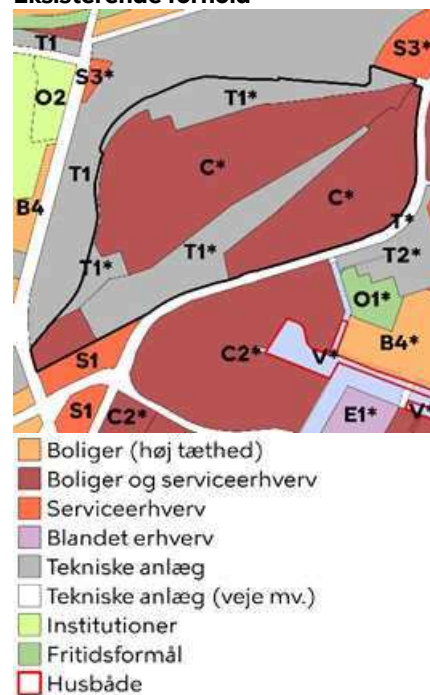 Eksisterende forhold
T1
S3*
S3*
O2
T1*
T1
C*
C*
B4
T*
T1*
T1*
T2*
O1*
B4*
C2*
V*
S1
S1
C2*
E1*
V*
Boliger (høj tæthed)
Boliger og serviceerhverv
Serviceerhverv
Blandet erhverv
Tekniske anlæg
Tekniske anlæg (veje mv.)
Institutioner
Fritidsformål
Husbåde